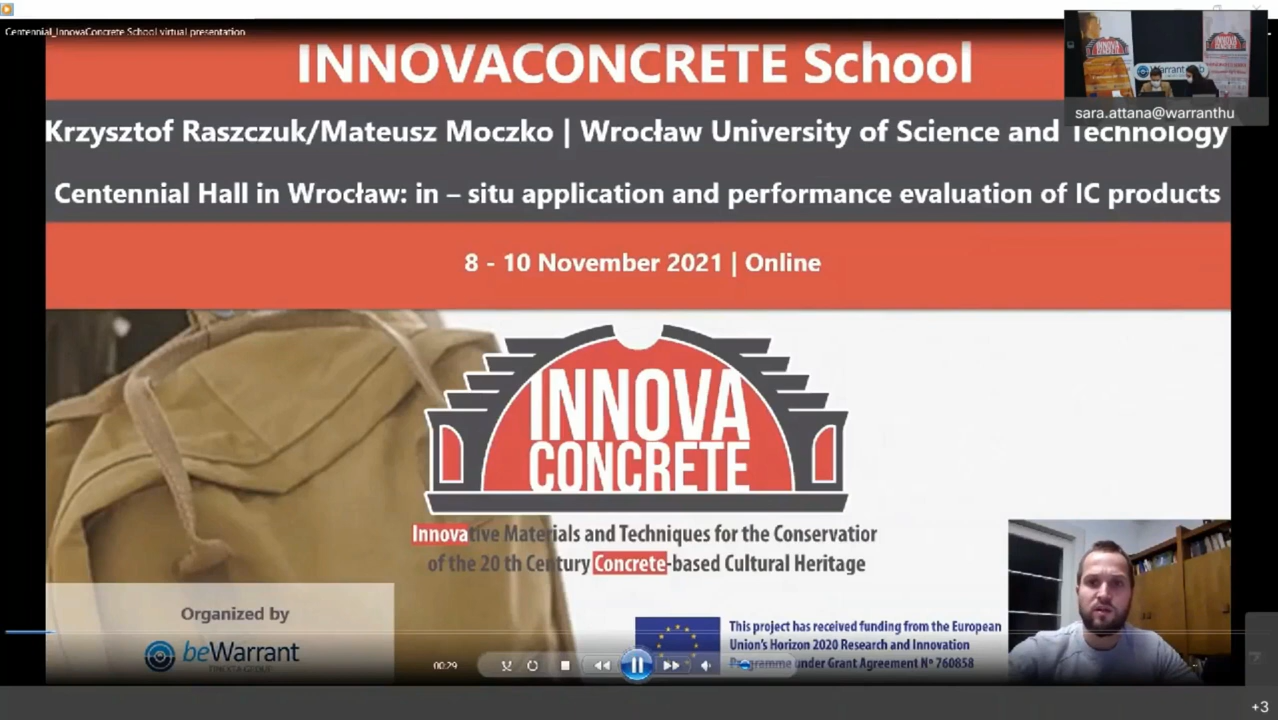 Centennial_InnovaConcrete School virtual presentation
INNOVACONCRETE School
sara.attana@warranthu
Krzysztof Raszczuk/Mateusz Moczko | Wrocław University of Science and Technology
Centennial Hall in Wrocław: in – situ application and performance evaluation of IC products
8 - 10 November 2021 | Online
INNOVA
CONCRETE
Innovative Materials and Techniques for the Conservation
of the 20 th Century Concrete-based Cultural Heritage
Organized by
beWarrant
This project has received funding from the European
Union's Horizon 2020 Research and Innovation
Programme under Grant Agreement Nº 760858
00:29
+3